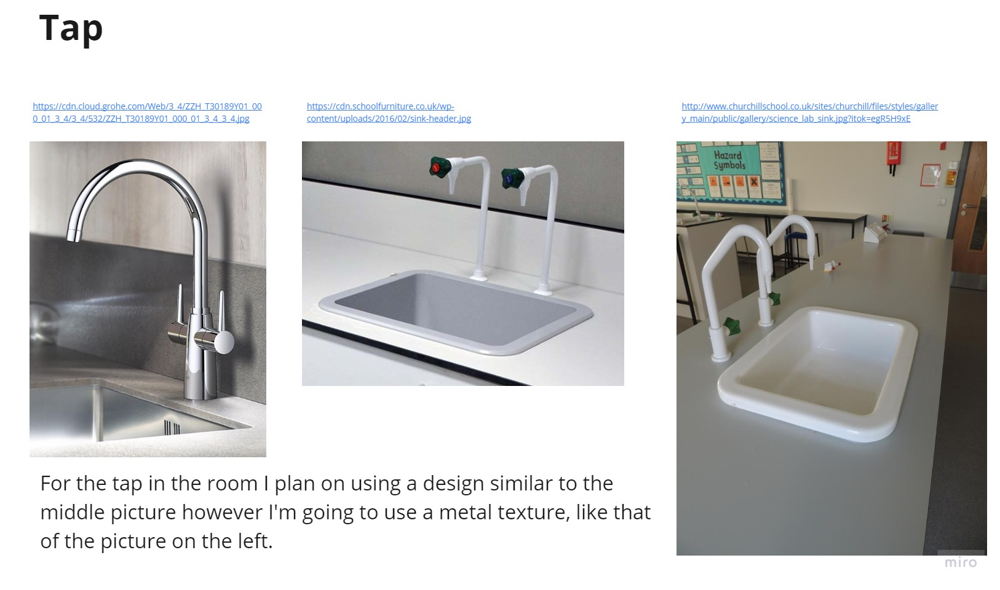 Tap
https://cdn.cloud.grohe.com/Web/3_4/ZZH_T30189Y01_00
0_01_3_4/3_4/532/ZZH_T30189Y01_000_01_3_4_3_4.jpg
https://cdn.schoolfurniture.co.uk/wp-
content/uploads/2016/02/sink-header.jpg
http://www.churchillschool.co.uk/sites/churchill/files/styles/galler
y_main/public/gallery/science_lab_sink.jpg?itok=egR5H9xE
Hazard
Symbols
For the tap in the room I plan on using a design similar to the
middle picture however I'm going to use a metal texture, like that
of the picture on the left.
miro